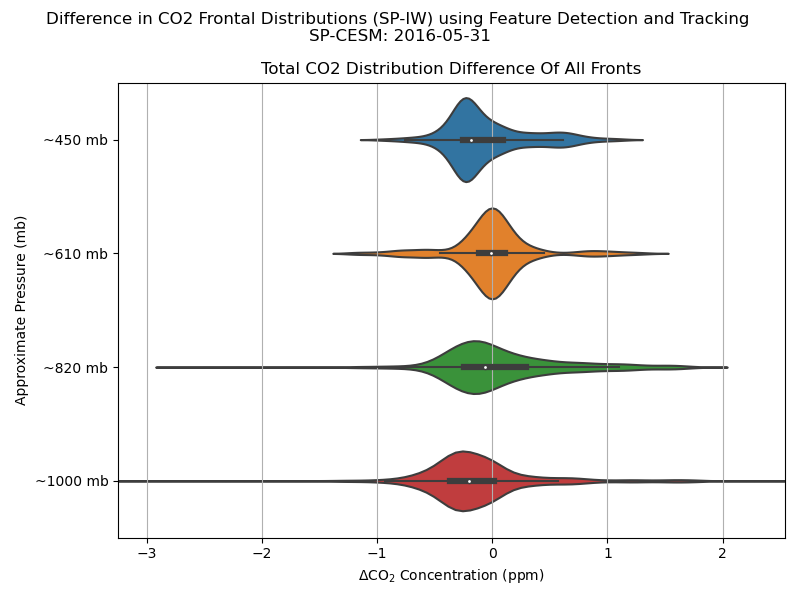 Difference in CO2 Frontal Distributions (SP-IW) using Feature Detection and Tracking
SP-CESM: 2016-05-31
Total CO2 Distribution Difference Of All Fronts
Approximate Pressure (mb)
~450 mb
~610 mb
~820 mb
~1000 mb
−3 −2 −1 0 1 2
ΔCO₂ Concentration (ppm)